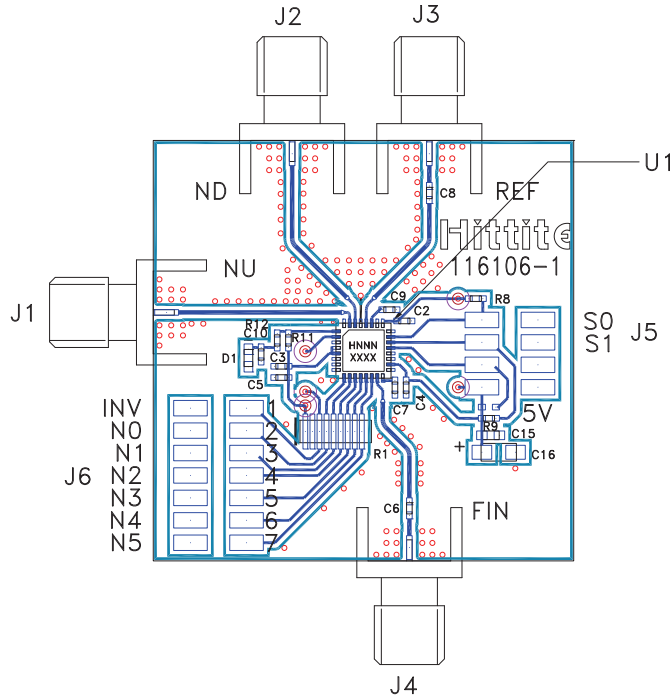 J2
J3
U1
ND
REF
C8
Hittite
116106-1
NU
J1
C9
C2
R8
S0
S1
J5
R12
C10
R11
D1
C3
C5
HNNN
XXXX
C7
C4
5V
R9
C15
+
C16
R1
INV
1
N0
2
N1
3
J6
N2
4
N3
5
N4
6
N5
7
C6
FIN
J4